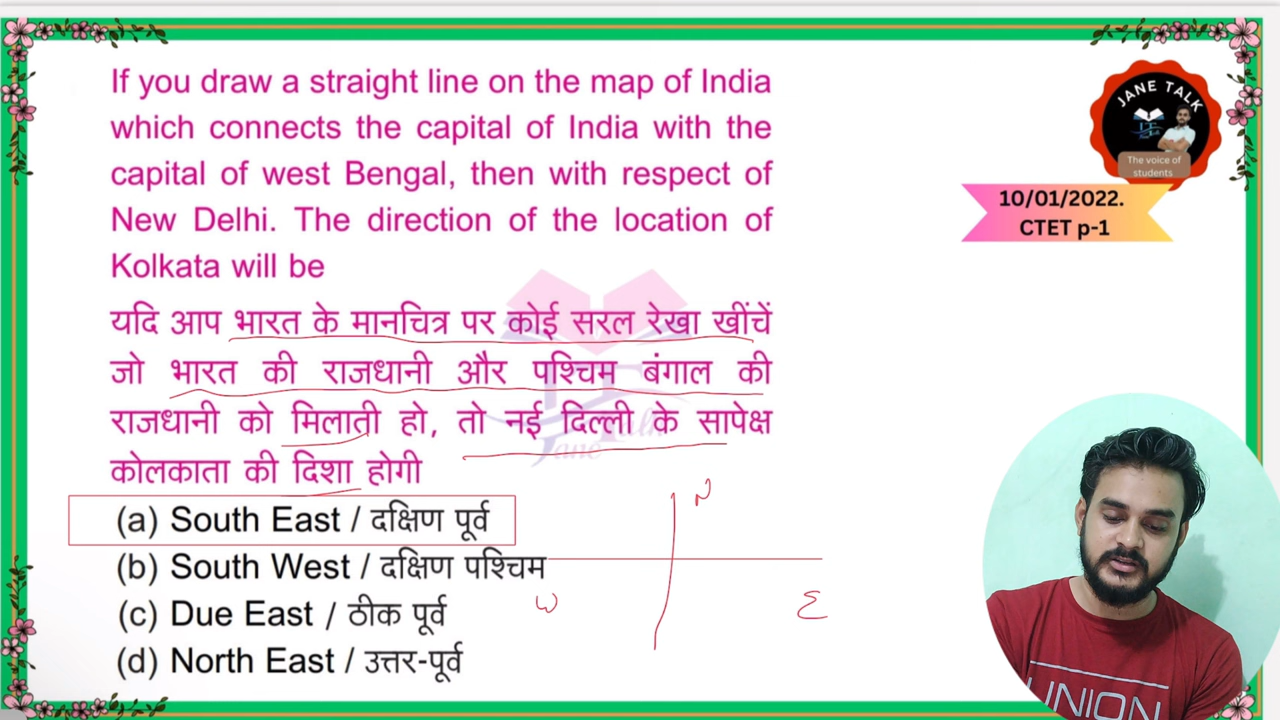 If you draw a straight line on the map of India
which connects the capital of India with the
capital of west Bengal, then with respect of
New Delhi. The direction of the location of
Kolkata will be
यदि आप भारत के मानचित्र पर कोई सरल रेखा खींचें
जो भारत की राजधानी और पश्चिम बंगाल की
राजधानी को मिलाती हो, तो नई दिल्ली के सापेक्ष
कोलकाता की दिशा होगी
(a) South East / दक्षिण पूर्व
(b) South West / दक्षिण पश्चिम
(c) Due East / ठीक पूर्व
(d) North East / उत्तर-पूर्व
N
W
E
JANE TALK
The voice of
students
10/01/2022.
CTET p-1
Jane Talk
UNION